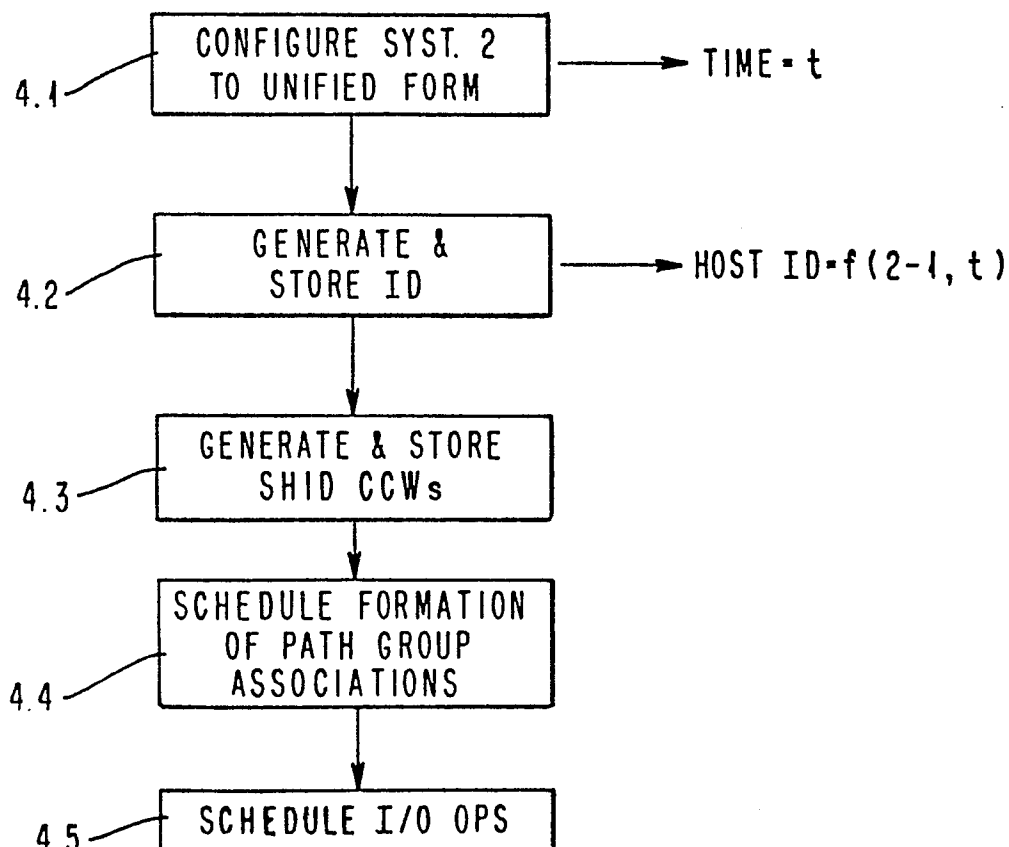 CONFIGURE SYST. 2
TO UNIFIED FORM
TIME = t
4.1
GENERATE &
STORE ID
HOST ID=f(2-1, t)
4.2
GENERATE & STORE
SHID CCWs
4.3
SCHEDULE FORMATION
OF PATH GROUP
ASSOCIATIONS
4.4
SCHEDULE I/O OPS
4.5